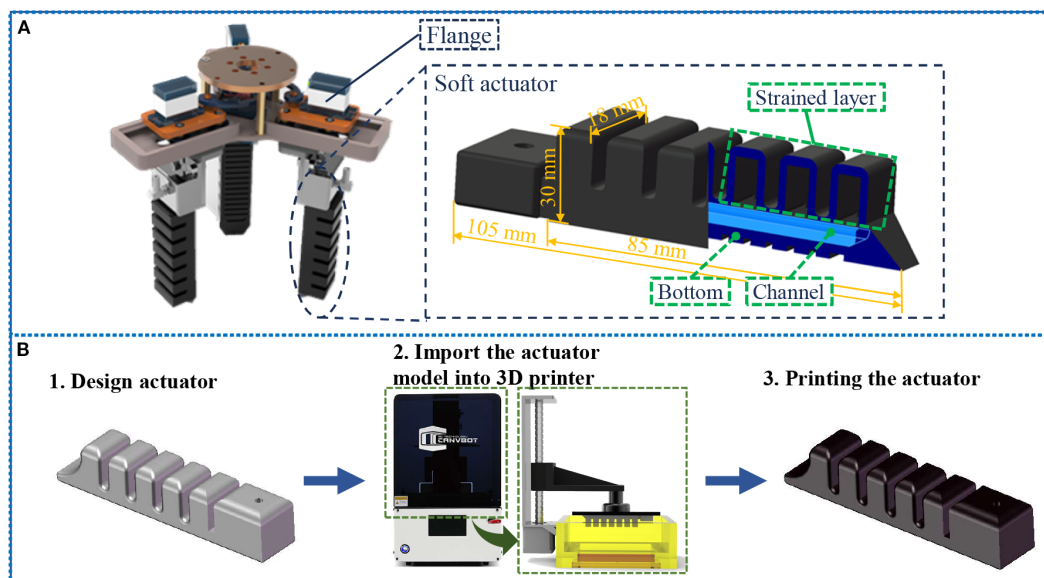 A
Flange
Soft actuator
Strained layer
18 mm
30 mm
105 mm
85 mm
Bottom
Channel
B
1. Design actuator
2. Import the actuator
model into 3D printer
3. Printing the actuator
CANVBOT